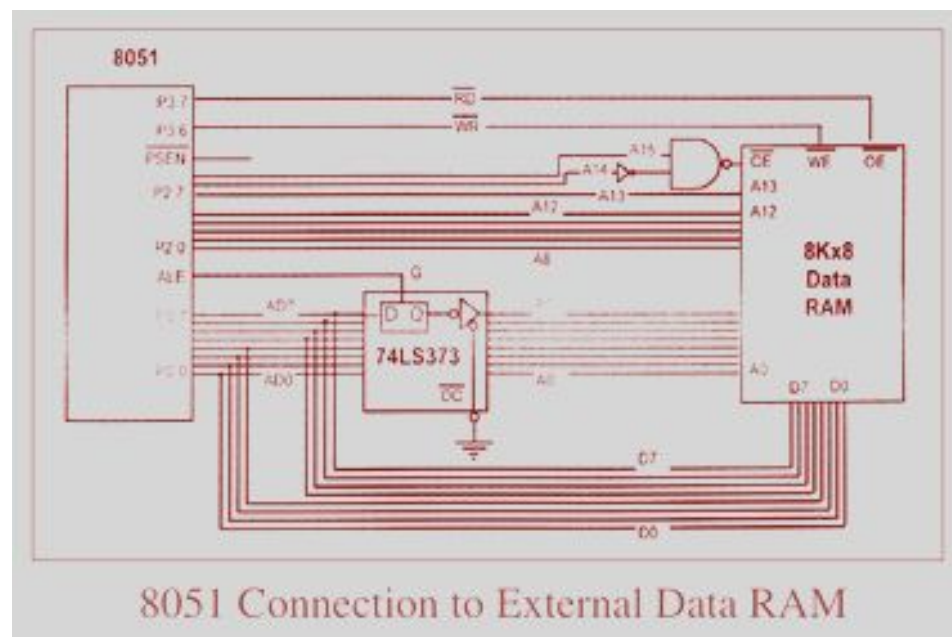 8051
P3.7
RD
P3.6
WR
PSEN
A15
CE
WE
OE
A14
A13
A13
P2.7
A12
A12
P2.0
A8
8Kx8
Data
RAM
ALE
G
AD7
D Q
74LS373
P0.0
AD0
OC
A0
A0
D7 D0
D7
D0
8051 Connection to External Data RAM